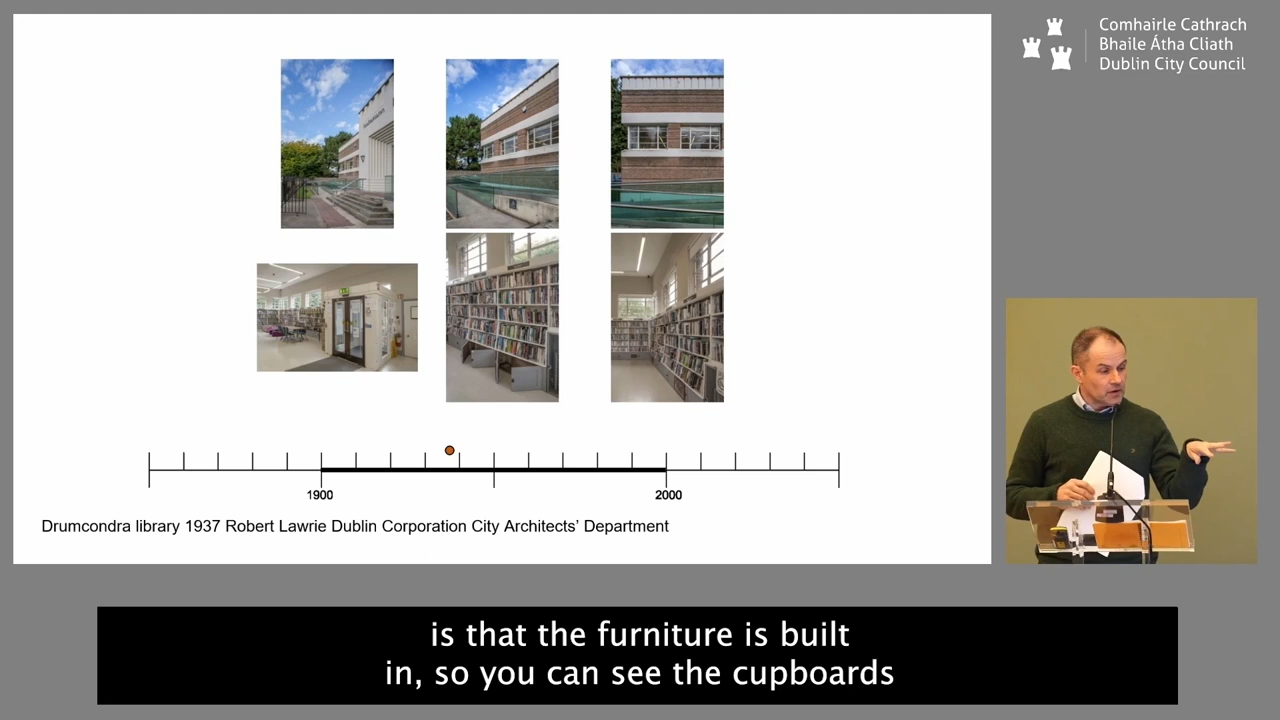 Comhairle Cathrach
Bhaile Átha Cliath
Dublin City Council
1900
2000
Drumcondra library 1937 Robert Lawrie Dublin Corporation City Architects' Department
is that the furniture is built
in, so you can see the cupboards